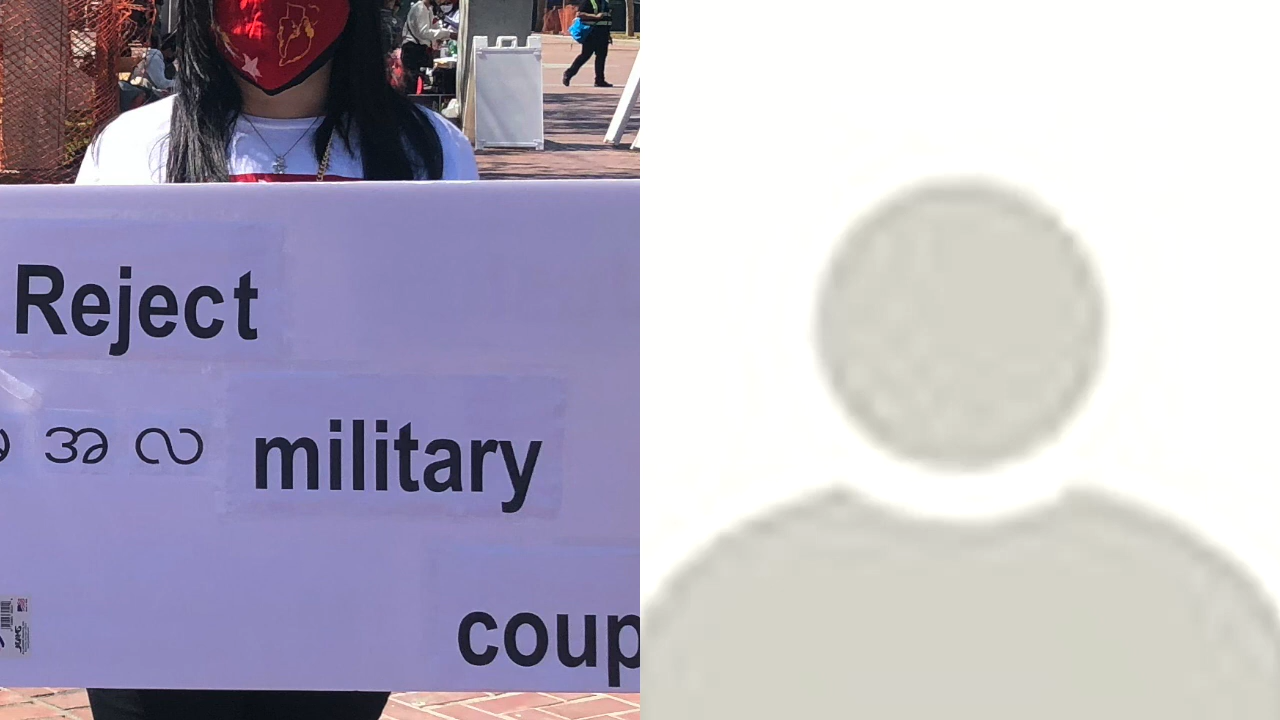 Reject
အ လ military
coup